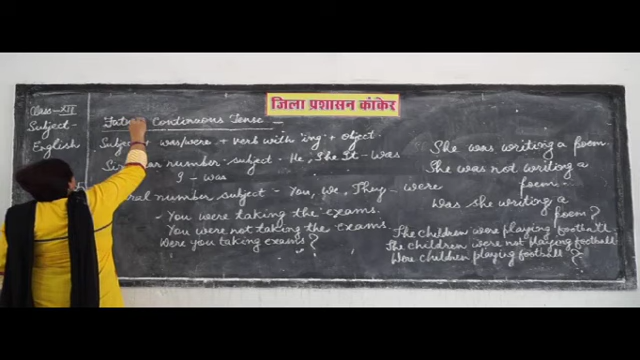 जिला प्रशासन कांकेर
Class - XII
Subject -
English
Continuous Tense :-
+ was/were + verb with 'ing' + object.
number - subject - He, She It - was
I - was
number subject - You, We, They - were
- You were taking the exams.
You were not taking the exams.
Were you taking exams?
She was writing a poem
She was not writing a
poem.
Was she writing a
poem?
The children were playing football.
The children were not playing football
Were children playing football?